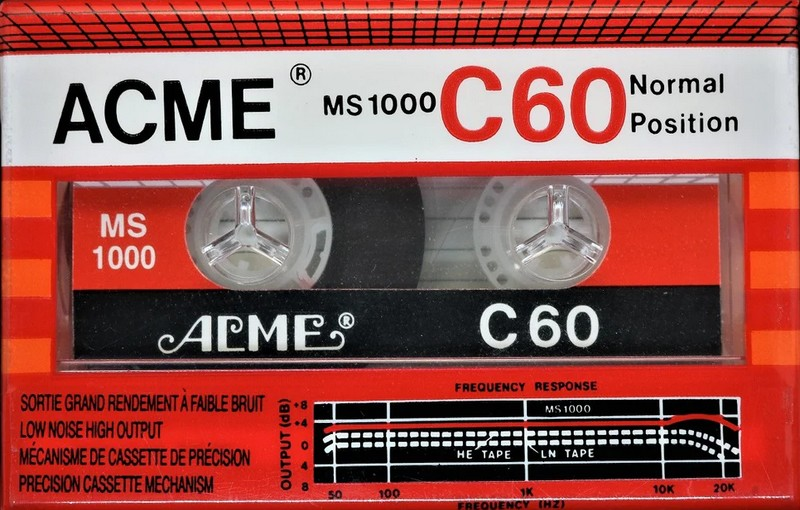 ACME ® MS1000 C60 Normal
Position
MS
1000
ACME® C60
SORTIE GRAND RENDEMENT À FAIBLE BRUIT
LOW NOISE HIGH OUTPUT
MÉCANISME DE CASSETTE DE PRÉCISION
PRECISION CASSETTE MECHANISM
FREQUENCY RESPONSE
OUTPUT (dB)
+8
+4
0
4
8
MS1000
HE TAPE LN TAPE
50 100 1K 10K 20K
FREQUENCY (HZ)